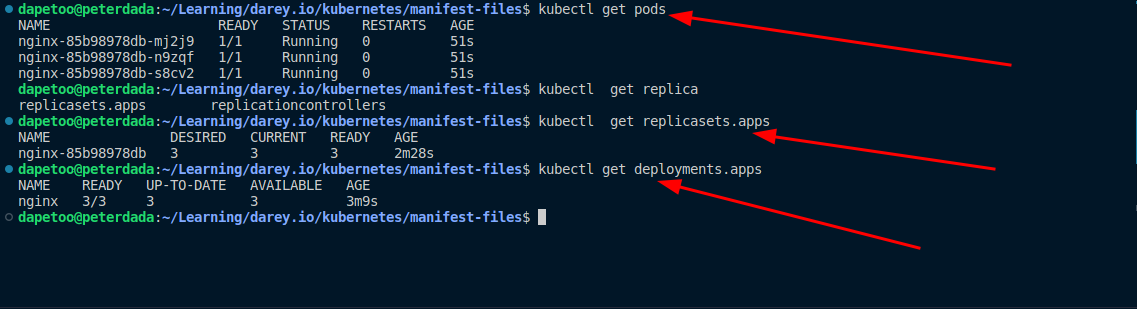 dapetoo@peterdada:~/Learning/darey.io/kubernetes/manifest-files$ kubectl get pods
NAME                     READY   STATUS    RESTARTS   AGE
nginx-85b98978db-mj2j9   1/1     Running   0          51s
nginx-85b98978db-n9zqf   1/1     Running   0          51s
nginx-85b98978db-s8cv2   1/1     Running   0          51s
dapetoo@peterdada:~/Learning/darey.io/kubernetes/manifest-files$ kubectl  get replica
replicasets.apps        replicationcontrollers
dapetoo@peterdada:~/Learning/darey.io/kubernetes/manifest-files$ kubectl  get replicasets.apps
NAME               DESIRED   CURRENT   READY   AGE
nginx-85b98978db   3         3         3       2m28s
dapetoo@peterdada:~/Learning/darey.io/kubernetes/manifest-files$ kubectl get deployments.apps
NAME    READY   UP-TO-DATE   AVAILABLE   AGE
nginx   3/3     3            3           3m9s
dapetoo@peterdada:~/Learning/darey.io/kubernetes/manifest-files$